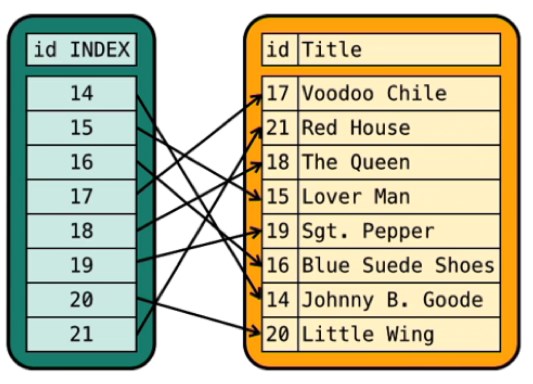 id INDEX
14
15
16
17
18
19
20
21
id Title
17 Voodoo Chile
21 Red House
18 The Queen
15 Lover Man
19 Sgt. Pepper
16 Blue Suede Shoes
14 Johnny B. Goode
20 Little Wing